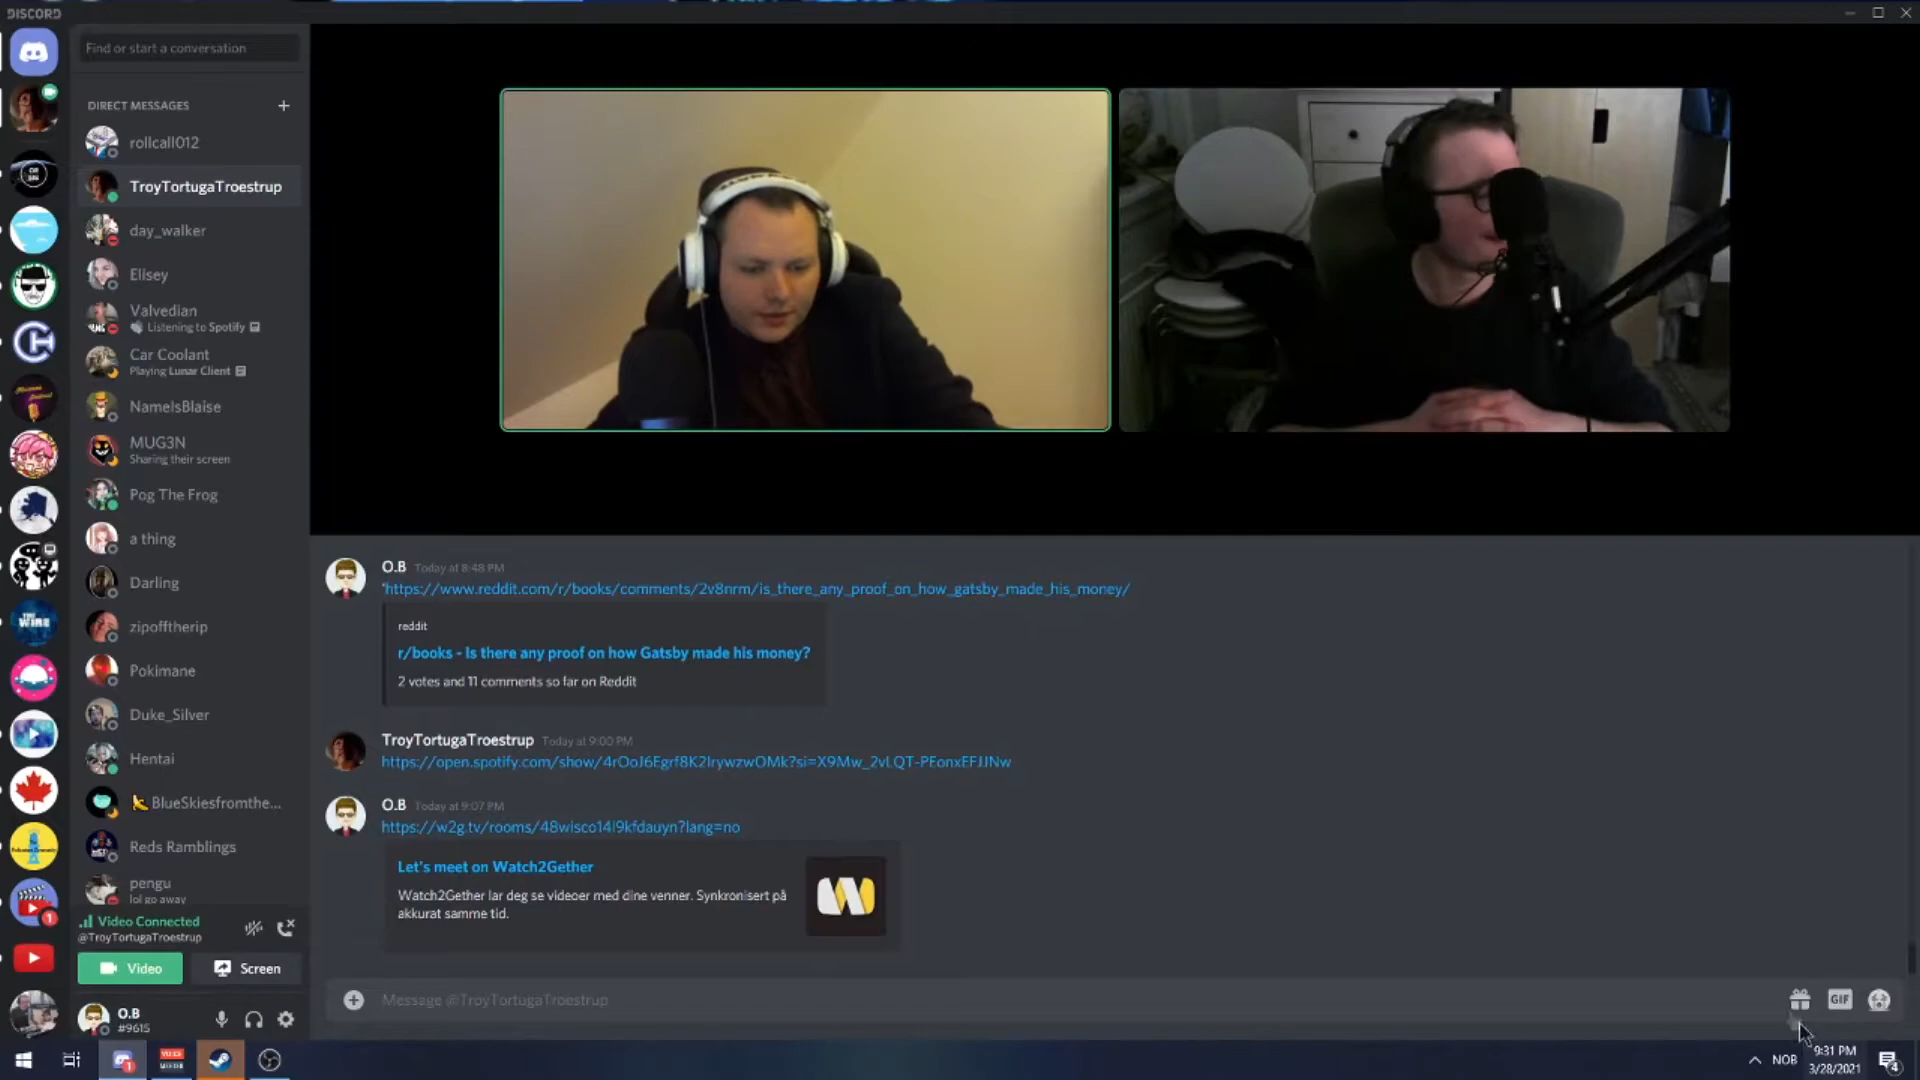 DISCORD
Find or start a conversation
DIRECT MESSAGES
rollcall012
TroyTortugaTroestrup
day_walker
Elisey
Valvedian
Listening to Spotify
Car Coolant
Playing Lunar Client
NameIsBlaise
MUG3N
Sharing their screen
Pog The Frog
a thing
Darling
zipofftherip
Pokimane
Duke_Silver
Hentai
BlueSkiesfromthe...
Reds Ramblings
pengu
lol go away
Video Connected
@TroyTortugaTroestrup
Video
Screen
O.B
#9615
O.B Today at 8:48 PM
'https://www.reddit.com/r/books/comments/2v8nrm/is_there_any_proof_on_how_gatsby_made_his_money/
reddit
r/books - Is there any proof on how Gatsby made his money?
2 votes and 11 comments so far on Reddit
TroyTortugaTroestrup Today at 9:00 PM
https://open.spotify.com/show/4rOoJ6Egrf8K2IrywzwOMk?si=X9Mw_2vLQT-PEonxFFJJNw
O.B Today at 9:07 PM
https://w2g.tv/rooms/48wisco14i9kfdauyn?lang=no
Let's meet on Watch2Gether
Watch2Gether lar deg se videoer med dine venner. Synkronisert på
akkurat samme tid.
Message @TroyTortugaTroestrup
GIF
THE
WIRE
1
NOB
9:31 PM
3/28/2021
4